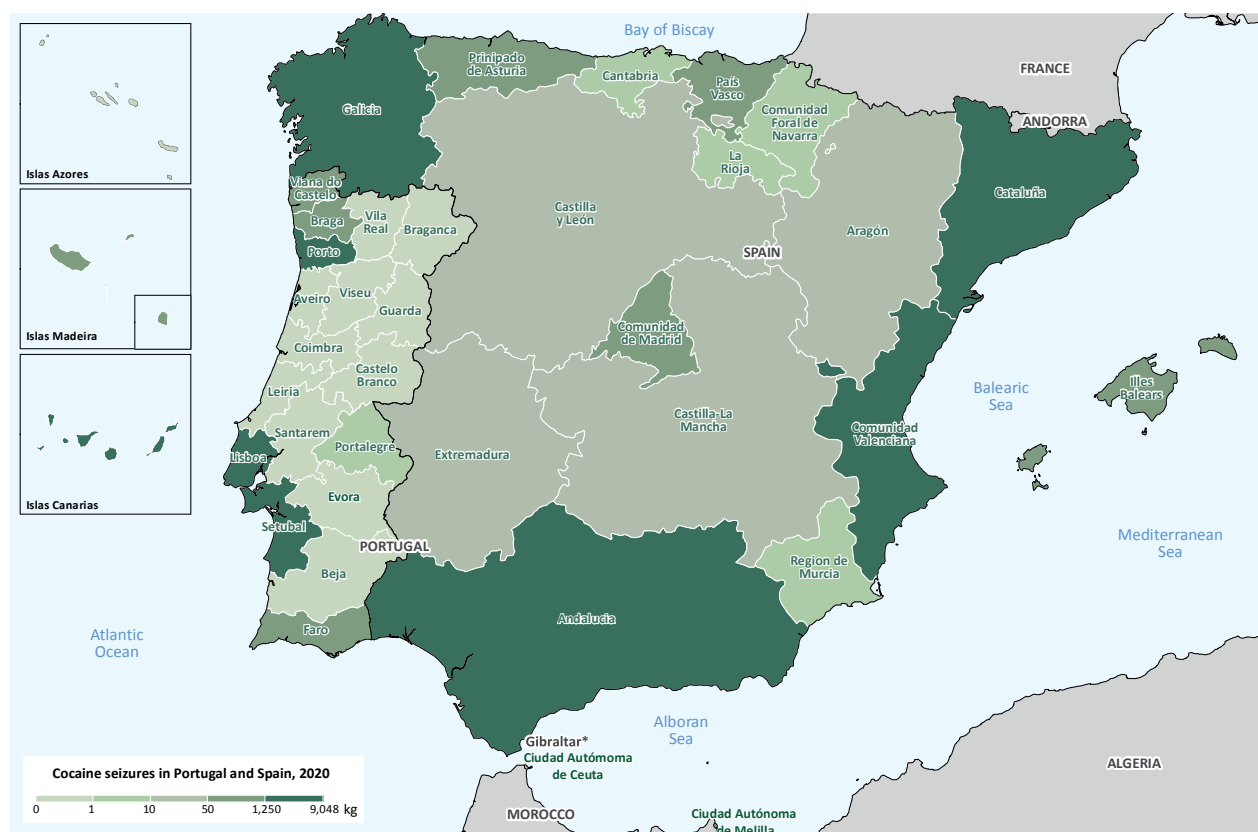 Bay of Biscay
FRANCE
ANDORRA
Prinipado
de Asturia
Cantabria
País
Vasco
Comunidad
Foral de
Navarra
La
Rioja
Galicia
Islas Azores
Viana do
Castelo
Braga
Vila
Real
Braganca
Porto
Castilla
y León
SPAIN
Aragón
Cataluña
Aveiro
Viseu
Guarda
Islas Madeira
Coimbra
Castelo
Branco
Leiria
Comunidad
de Madrid
Balearic
Sea
Illes
Balears
Santarem
Lisboa
Portalegre
Extremadura
Castilla-La
Mancha
Comunidad
Valenciana
Islas Canarias
Evora
Setubal
PORTUGAL
Beja
Region de
Murcia
Mediterranean
Sea
Faro
Andalucia
Atlantic
Ocean
Alboran
Sea
Gibraltar*
Ciudad Autómoma
de Ceuta
ALGERIA
MOROCCO
Ciudad Autónoma
de Melilla
Cocaine seizures in Portugal and Spain, 2020
0 1 10 50 1,250 9,048 kg